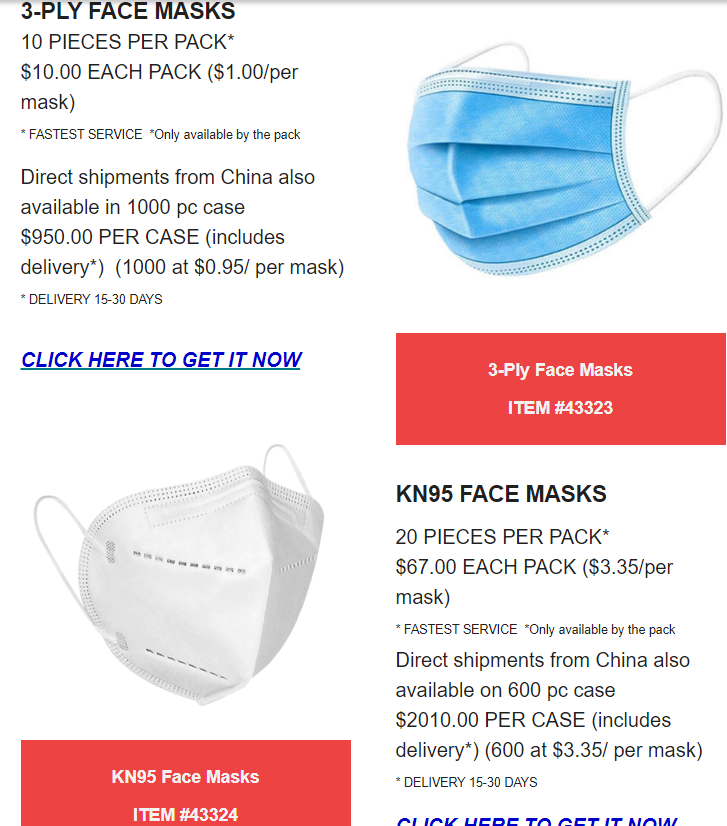 3-PLY FACE MASKS
10 PIECES PER PACK*
$10.00 EACH PACK ($1.00/per
mask)
* FASTEST SERVICE  *Only available by the pack
Direct shipments from China also
available in 1000 pc case
$950.00 PER CASE (includes
delivery*)  (1000 at $0.95/ per mask)
* DELIVERY 15-30 DAYS
CLICK HERE TO GET IT NOW
3-Ply Face Masks
ITEM #43323
KN95 Face Masks
ITEM #43324
KN95 FACE MASKS
20 PIECES PER PACK*
$67.00 EACH PACK ($3.35/per
mask)
* FASTEST SERVICE  *Only available by the pack
Direct shipments from China also
available on 600 pc case
$2010.00 PER CASE (includes
delivery*) (600 at $3.35/ per mask)
* DELIVERY 15-30 DAYS
CLICK HERE TO GET IT NOW